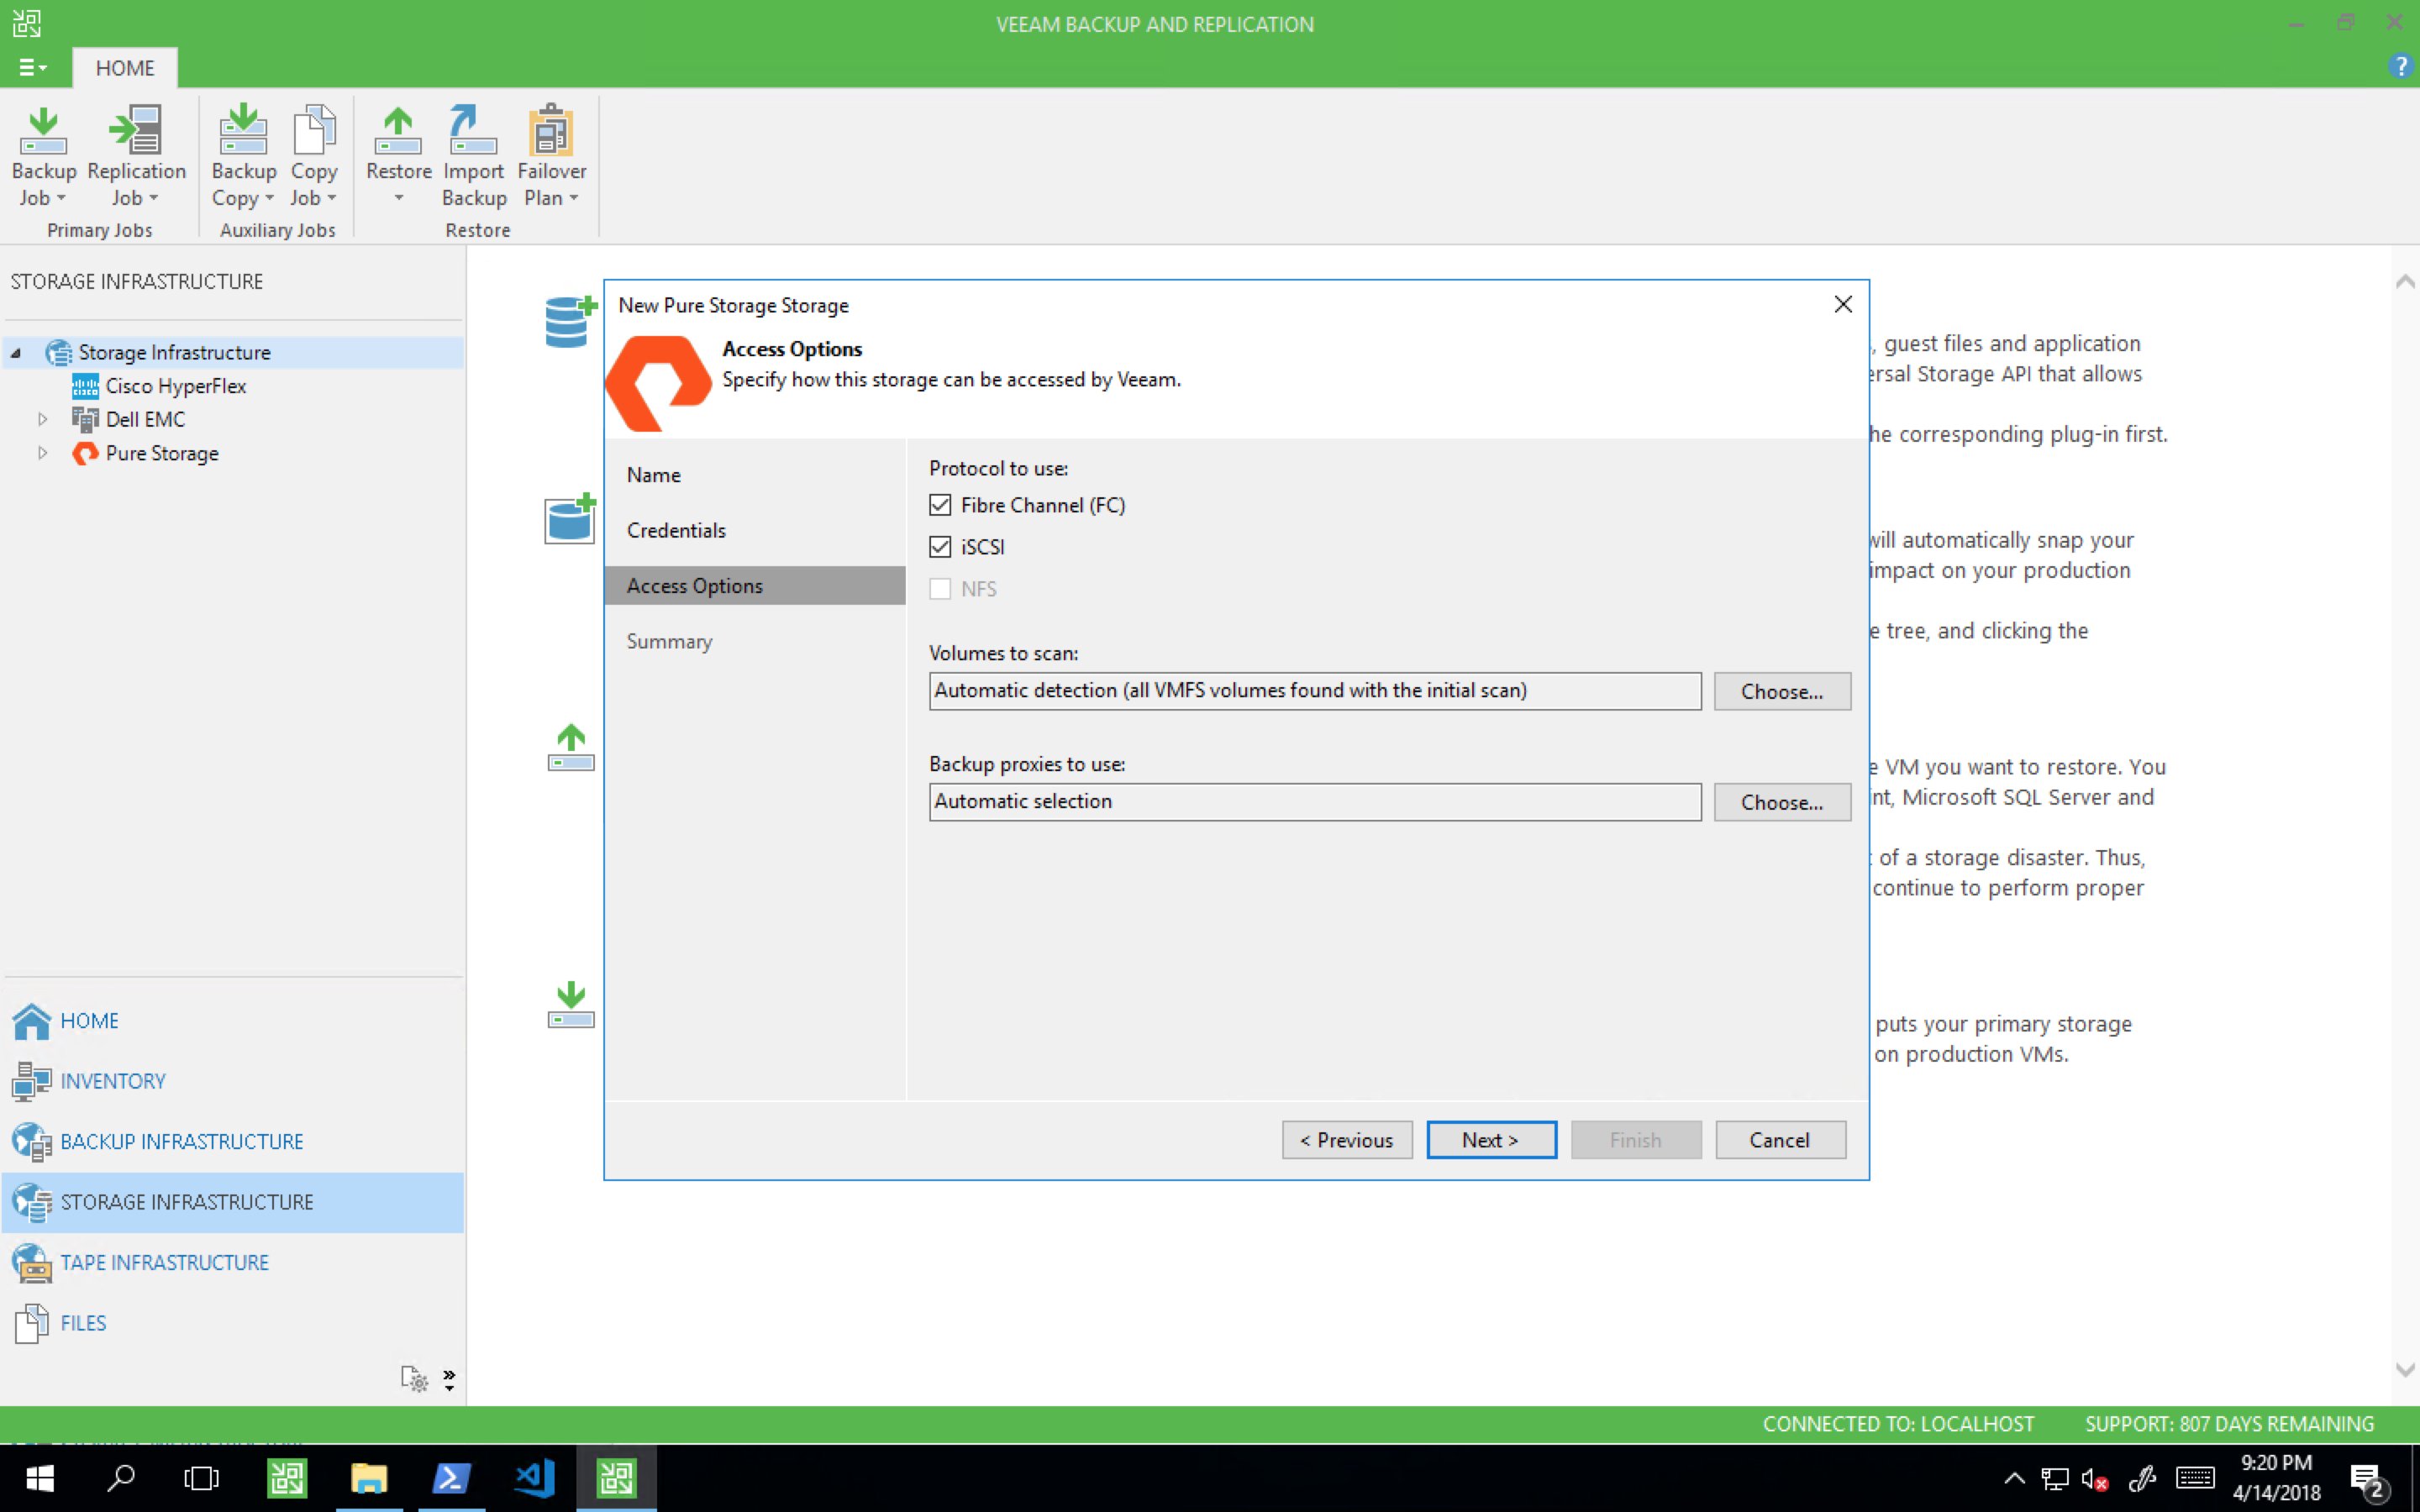 VEEAM BACKUP AND REPLICATION
HOME
?
Backup Job
Replication Job
Backup Copy
Copy Job
Restore
Import Backup
Failover Plan
Primary Jobs
Auxiliary Jobs
Restore
STORAGE INFRASTRUCTURE
Storage Infrastructure
CISCO
Cisco HyperFlex
Dell EMC
Pure Storage
New Pure Storage Storage
Access Options
Specify how this storage can be accessed by Veeam.
Name
Credentials
Access Options
Summary
Protocol to use:
Fibre Channel (FC)
iSCSI
NFS
Volumes to scan:
Automatic detection (all VMFS volumes found with the initial scan)
Choose...
Backup proxies to use:
Automatic selection
Choose...
< Previous
Next >
Finish
Cancel
, guest files and application
ersal Storage API that allows
he corresponding plug-in first.
will automatically snap your
impact on your production
e tree, and clicking the
e VM you want to restore. You
int, Microsoft SQL Server and
of a storage disaster. Thus,
continue to perform proper
puts your primary storage
on production VMs.
HOME
INVENTORY
BACKUP INFRASTRUCTURE
STORAGE INFRASTRUCTURE
TAPE INFRASTRUCTURE
FILES
CONNECTED TO: LOCALHOST
SUPPORT: 807 DAYS REMAINING
9:20 PM
4/14/2018
2